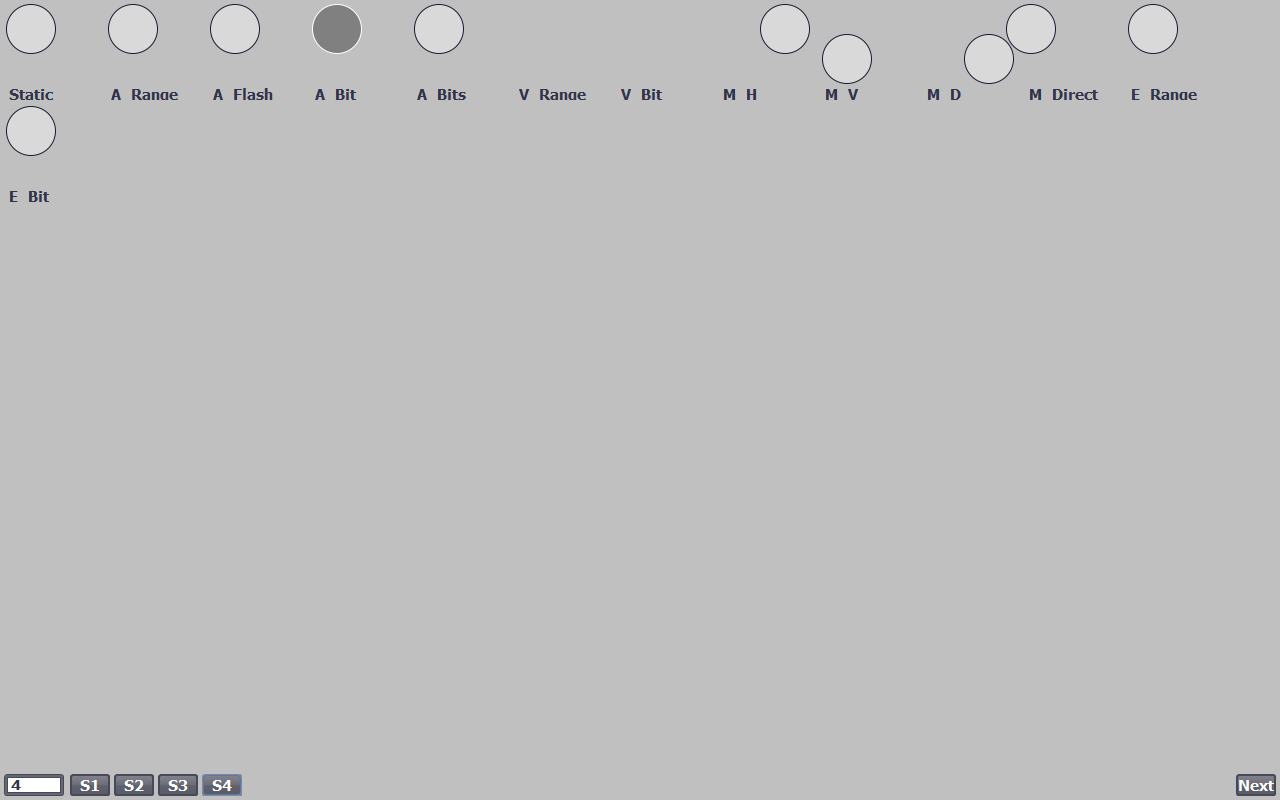 Static A Range A Flash A Bit A Bits V Range V Bit M H M V M D M Direct E Range
E Bit
4 S1 S2 S3 S4 Next